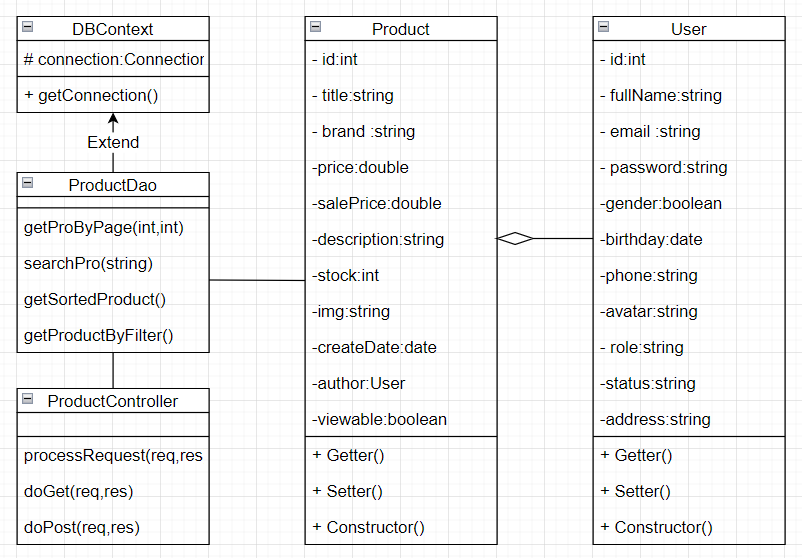 DBContext
# connection:Connection
+ getConnection()
Extend
ProductDao
getProByPage(int,int)
searchPro(string)
getSortedProduct()
getProductByFilter()
ProductController
processRequest(req,res
doGet(req,res)
doPost(req,res)
Product
- id:int
- title:string
- brand :string
-price:double
-salePrice:double
-description:string
-stock:int
-img:string
-createDate:date
-author:User
-viewable:boolean
+ Getter()
+ Setter()
+ Constructor()
User
- id:int
- fullName:string
- email :string
- password:string
-gender:boolean
-birthday:date
-phone:string
-avatar:string
- role:string
-status:string
-address:string
+ Getter()
+ Setter()
+ Constructor()